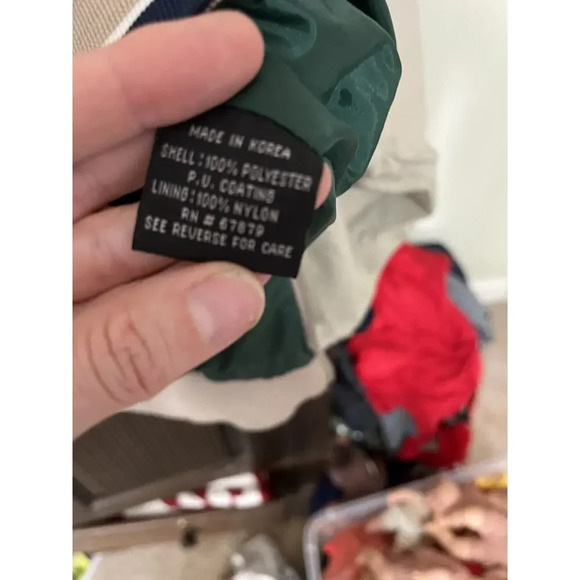 MADE IN KOREA
SHELL: 100% POLYESTER
P.U. COATING
LINING: 100% NYLON
RN # 67879
SEE REVERSE FOR CARE